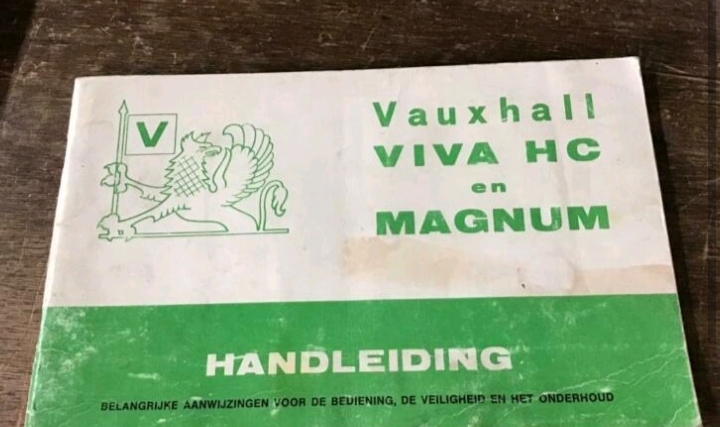 V
Vauxhall
VIVA HC
en
MAGNUM
HANDLEIDING
BELANGRIJKE AANWIJZINGEN VOOR DE BEDIENING, DE VEILIGHEID EN HET ONDERHOUD